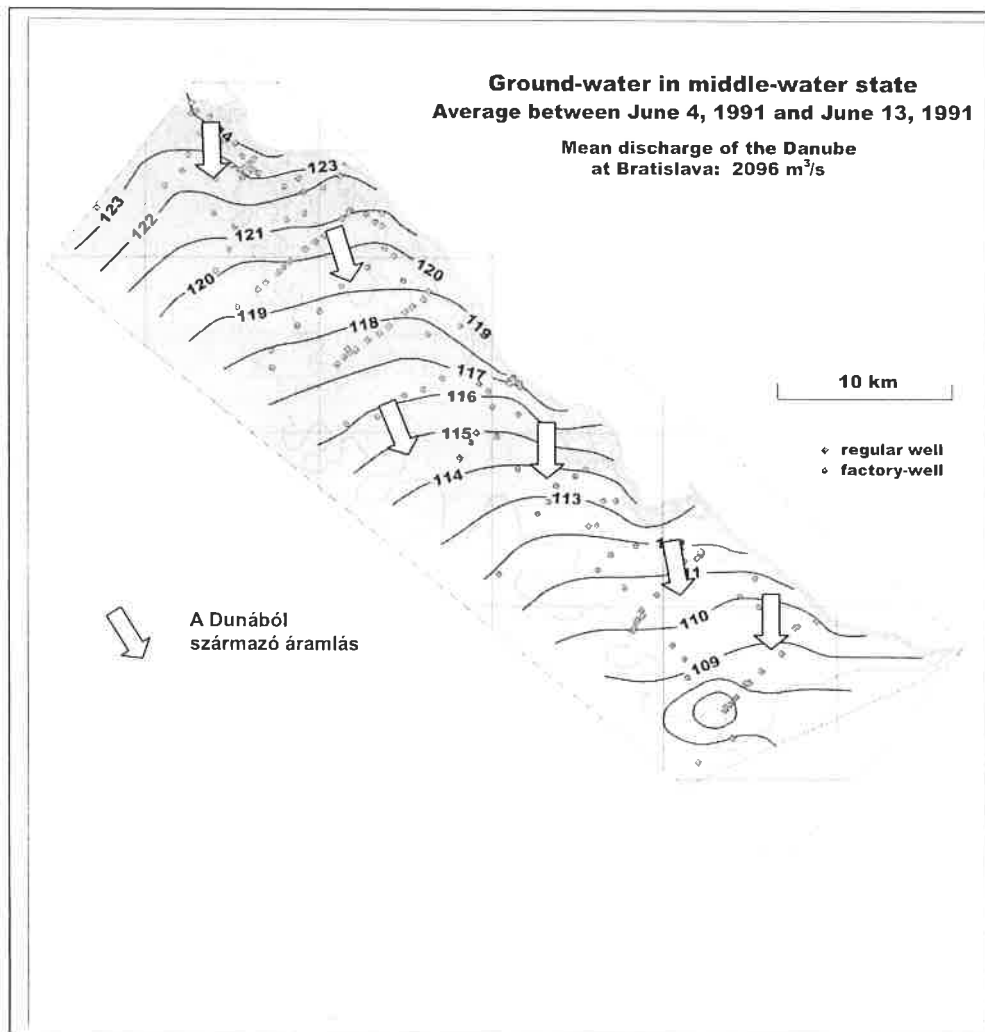 Ground-water in middle-water state
Average between June 4, 1991 and June 13, 1991
Mean discharge of the Danube
at Bratislava: 2096 m³/s
123
123
122
121
120
120
119
119
118
117
116
115
114
113
110
109
10 km
regular well
factory-well
A Dunából
származó áramlás